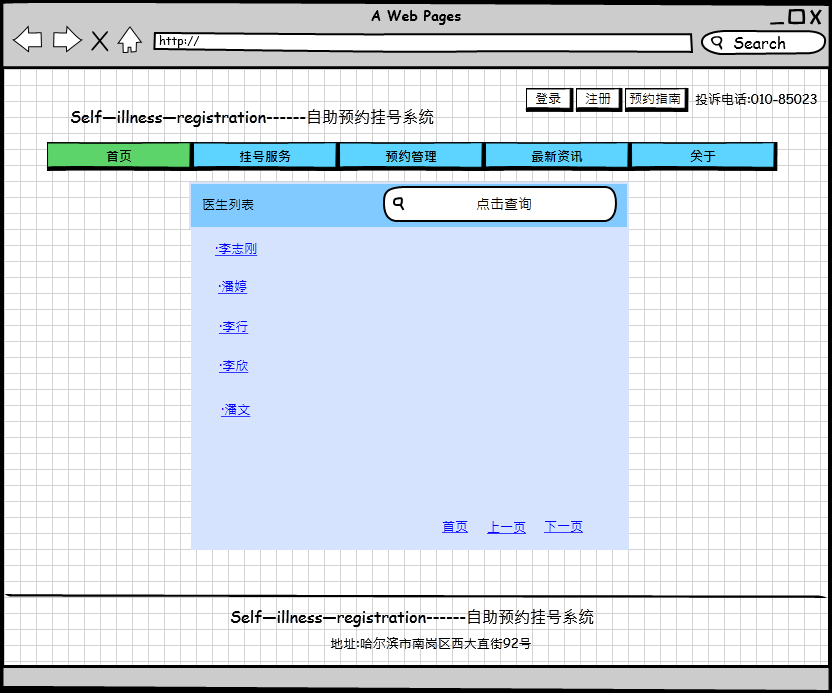 A Web Pages
http://
Search
登录 注册 预约指南 投诉电话:010-85023
Self—illness—registration------自助预约挂号系统
首页 挂号服务 预约管理 最新资讯 关于
医生列表 点击查询
·李志刚
·潘婷
·李行
·李欣
·潘文
首页 上一页 下一页
Self—illness—registration------自助预约挂号系统
地址:哈尔滨市南岗区西大直街92号